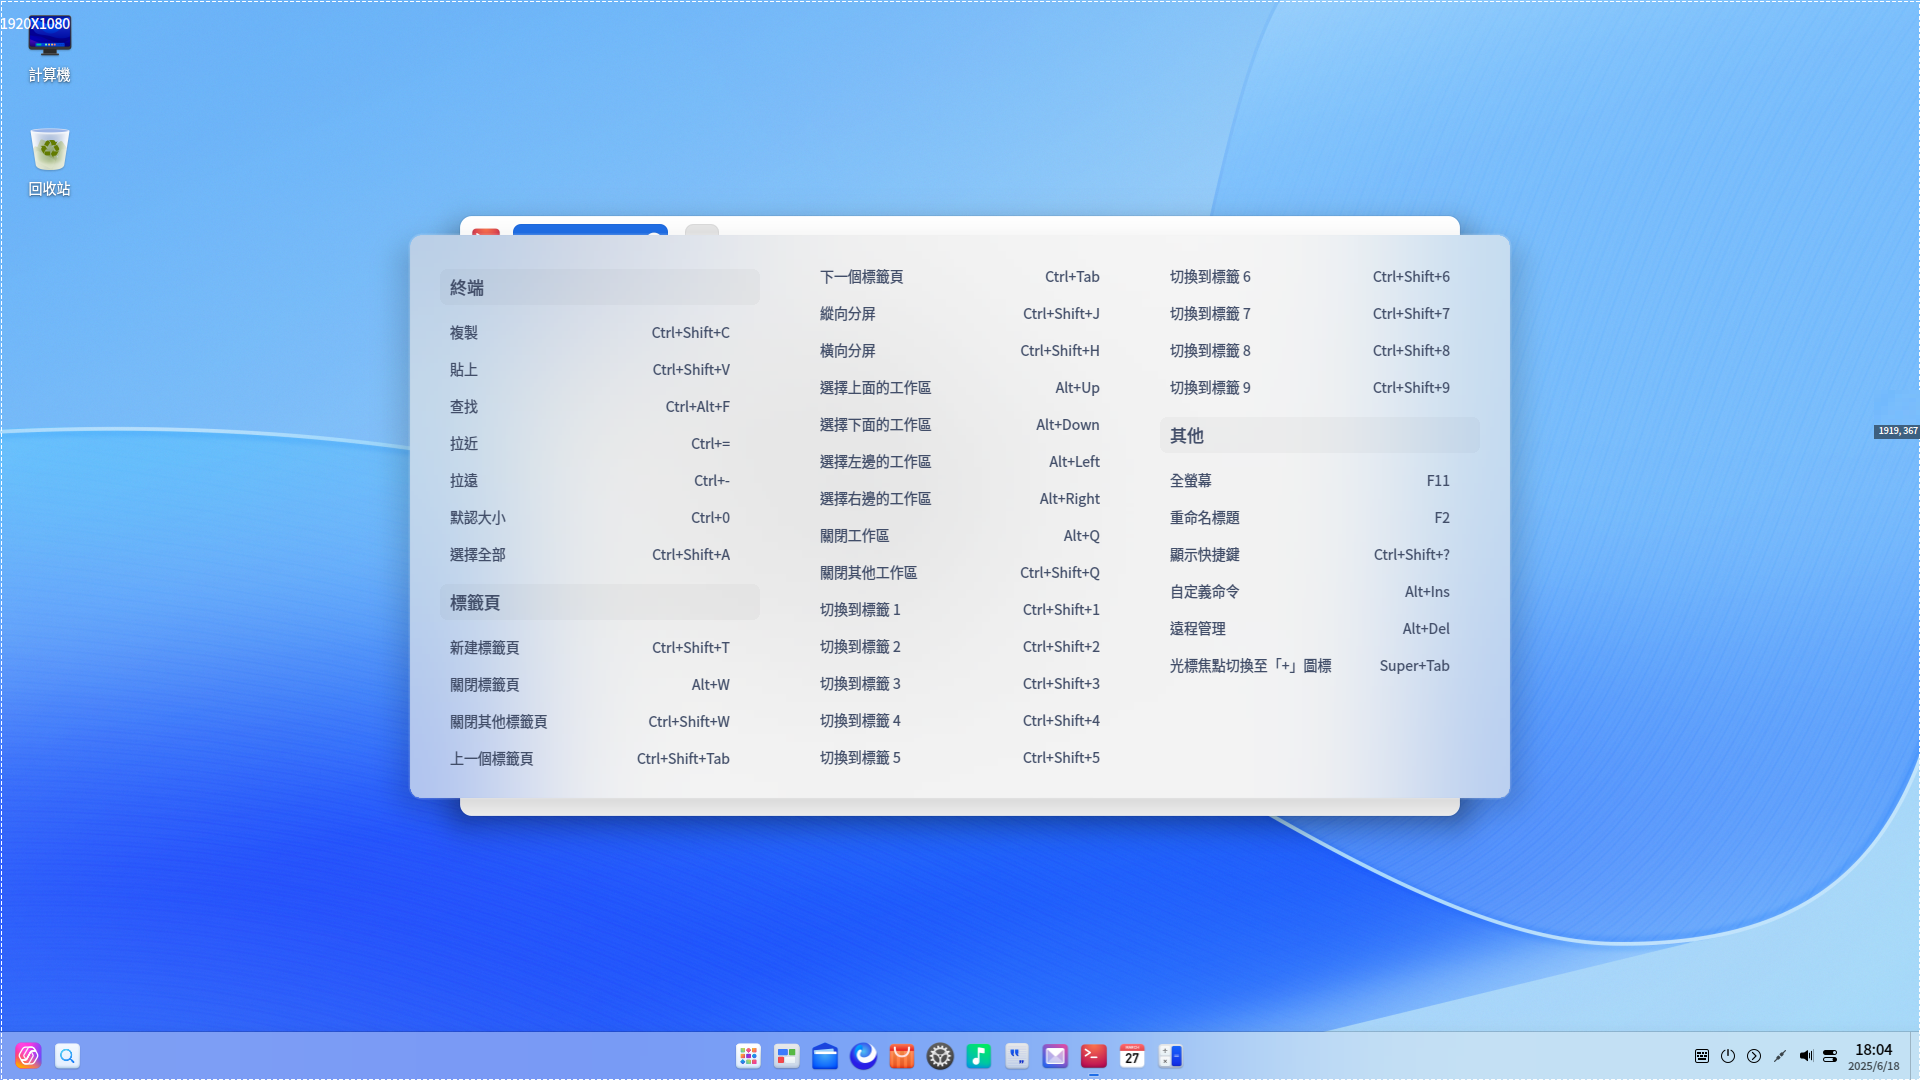 1920X1080
計算機
回收站
終端
複製 Ctrl+Shift+C
貼上 Ctrl+Shift+V
查找 Ctrl+Alt+F
拉近 Ctrl+=
拉遠 Ctrl+-
默認大小 Ctrl+0
選擇全部 Ctrl+Shift+A
標籤頁
新建標籤頁 Ctrl+Shift+T
關閉標籤頁 Alt+W
關閉其他標籤頁 Ctrl+Shift+W
上一個標籤頁 Ctrl+Shift+Tab
下一個標籤頁 Ctrl+Tab
縱向分屏 Ctrl+Shift+J
橫向分屏 Ctrl+Shift+H
選擇上面的工作區 Alt+Up
選擇下面的工作區 Alt+Down
選擇左邊的工作區 Alt+Left
選擇右邊的工作區 Alt+Right
關閉工作區 Alt+Q
關閉其他工作區 Ctrl+Shift+Q
切換到標籤 1 Ctrl+Shift+1
切換到標籤 2 Ctrl+Shift+2
切換到標籤 3 Ctrl+Shift+3
切換到標籤 4 Ctrl+Shift+4
切換到標籤 5 Ctrl+Shift+5
切換到標籤 6 Ctrl+Shift+6
切換到標籤 7 Ctrl+Shift+7
切換到標籤 8 Ctrl+Shift+8
切換到標籤 9 Ctrl+Shift+9
其他
全螢幕 F11
重命名標題 F2
顯示快捷鍵 Ctrl+Shift+?
自定義命令 Alt+Ins
遠程管理 Alt+Del
光標焦點切換至「+」圖標 Super+Tab
1919, 367
MARCH
27
18:04
2025/6/18